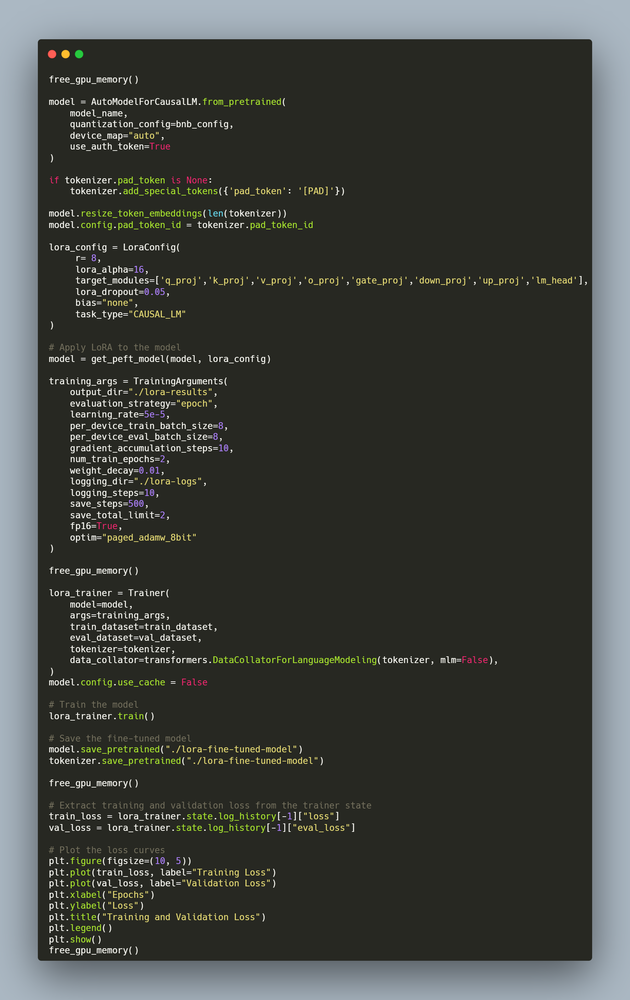 free_gpu_memory()

model = AutoModelForCausalLM.from_pretrained(
    model_name,
    quantization_config=bnb_config,
    device_map="auto",
    use_auth_token=True
)

if tokenizer.pad_token is None:
    tokenizer.add_special_tokens({'pad_token': '[PAD]'})

model.resize_token_embeddings(len(tokenizer))
model.config.pad_token_id = tokenizer.pad_token_id

lora_config = LoraConfig(
     r= 8,
     lora_alpha=16,
     target_modules=['q_proj','k_proj','v_proj','o_proj','gate_proj','down_proj','up_proj','lm_head'],
     lora_dropout=0.05,
     bias="none",
     task_type="CAUSAL_LM"
)

# Apply LoRA to the model
model = get_peft_model(model, lora_config)

training_args = TrainingArguments(
    output_dir="./lora-results",
    evaluation_strategy="epoch",
    learning_rate=5e-5,
    per_device_train_batch_size=8,
    per_device_eval_batch_size=8,
    gradient_accumulation_steps=10,
    num_train_epochs=2,
    weight_decay=0.01,
    logging_dir="./lora-logs",
    logging_steps=10,
    save_steps=500,
    save_total_limit=2,
    fp16=True,
    optim="paged_adamw_8bit"
)

free_gpu_memory()

lora_trainer = Trainer(
    model=model,
    args=training_args,
    train_dataset=train_dataset,
    eval_dataset=val_dataset,
    tokenizer=tokenizer,
    data_collator=transformers.DataCollatorForLanguageModeling(tokenizer, mlm=False),
)
model.config.use_cache = False

# Train the model
lora_trainer.train()

# Save the fine-tuned model
model.save_pretrained("./lora-fine-tuned-model")
tokenizer.save_pretrained("./lora-fine-tuned-model")

free_gpu_memory()

# Extract training and validation loss from the trainer state
train_loss = lora_trainer.state.log_history[-1]["loss"]
val_loss = lora_trainer.state.log_history[-1]["eval_loss"]

# Plot the loss curves
plt.figure(figsize=(10, 5))
plt.plot(train_loss, label="Training Loss")
plt.plot(val_loss, label="Validation Loss")
plt.xlabel("Epochs")
plt.ylabel("Loss")
plt.title("Training and Validation Loss")
plt.legend()
plt.show()
free_gpu_memory()